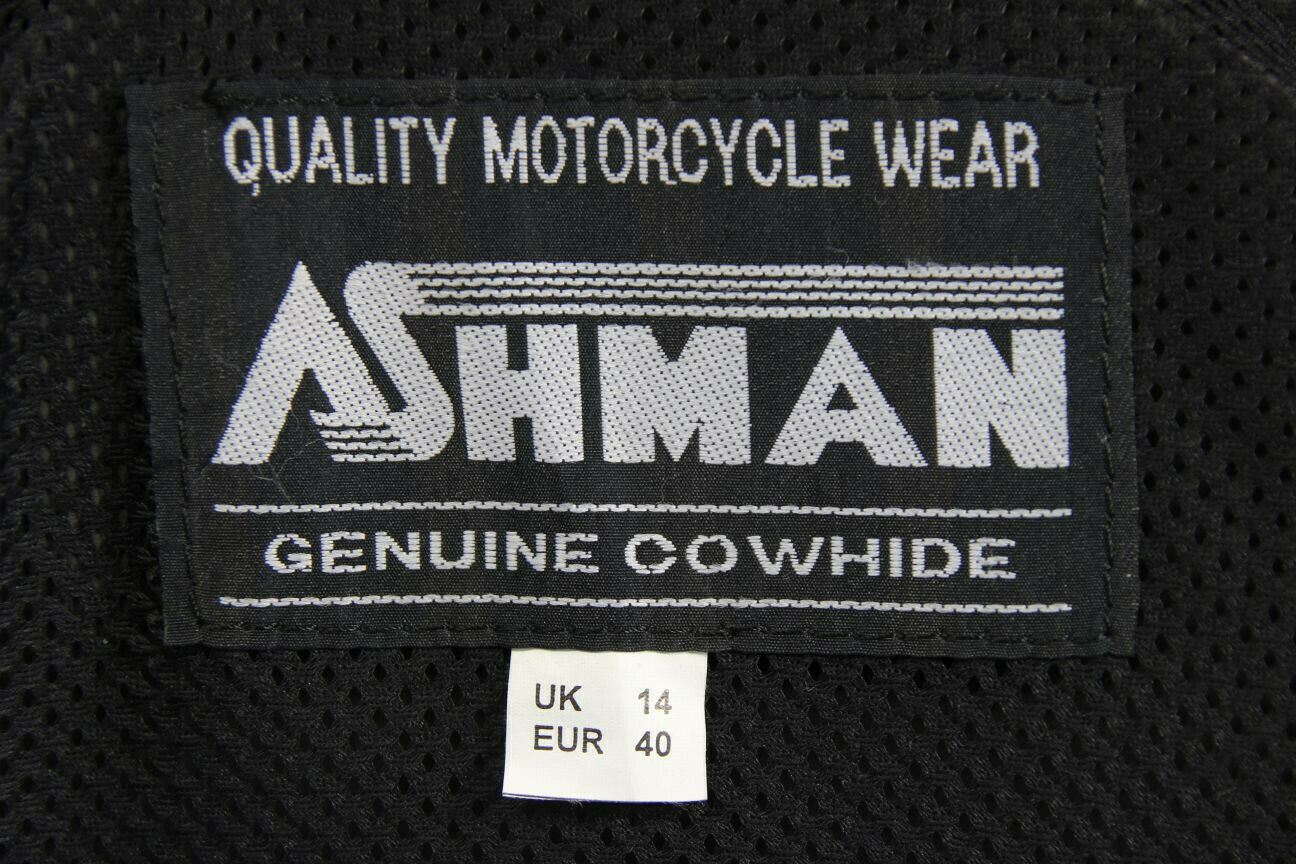 QUALITY MOTORCYCLE WEAR
ASHMAN
GENUINE COWHIDE
UK 14
EUR 40